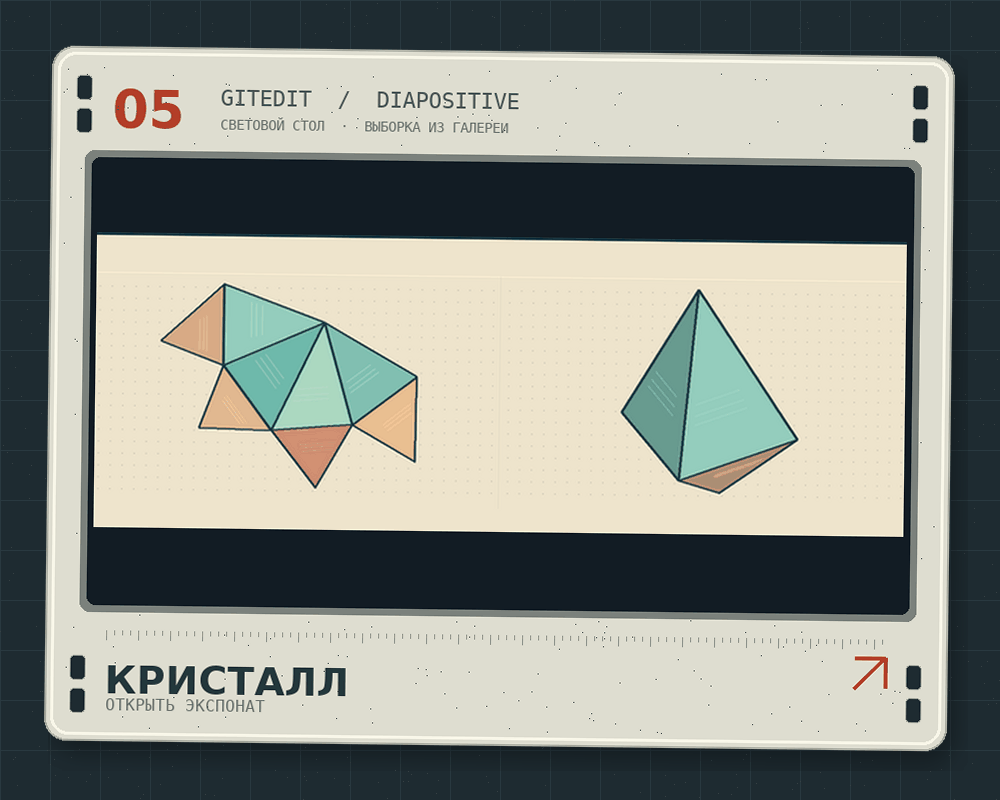 05
GITEDIT / DIAPOSITIVE
СВЕТОВОЙ СТОЛ · ВЫБОРКА ИЗ ГАЛЕРЕИ
КРИСТАЛЛ
ОТКРЫТЬ ЭКСПОНАТ